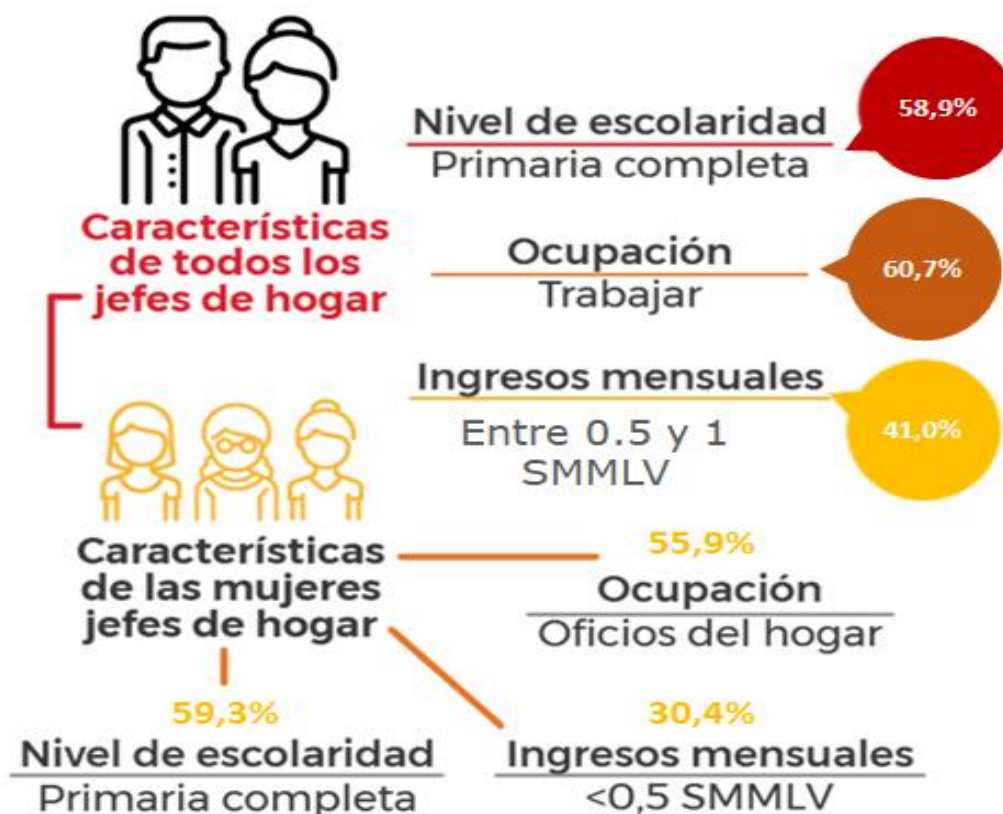 Características
de todos los
jefes de hogar
Nivel de escolaridad
Primaria completa
58,9%
Ocupación
Trabajar
60,7%
Ingresos mensuales
Entre 0.5 y 1
SMMLV
41,0%
Características
de las mujeres
jefes de hogar
55,9%
Ocupación
Oficios del hogar
59,3%
Nivel de escolaridad
Primaria completa
30,4%
Ingresos mensuales
<0,5 SMMLV